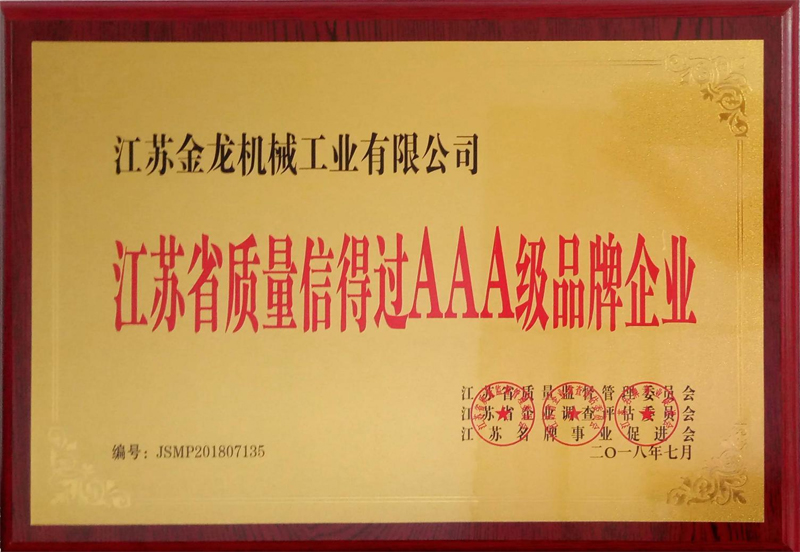 江苏金龙机械工业有限公司
江苏省质量信得过AAA级品牌企业
江苏省质量监督管理委员会
江苏省企业调查评估委员会
江苏名牌事业促进会
编号：JSMP201807135
二〇一八年七月